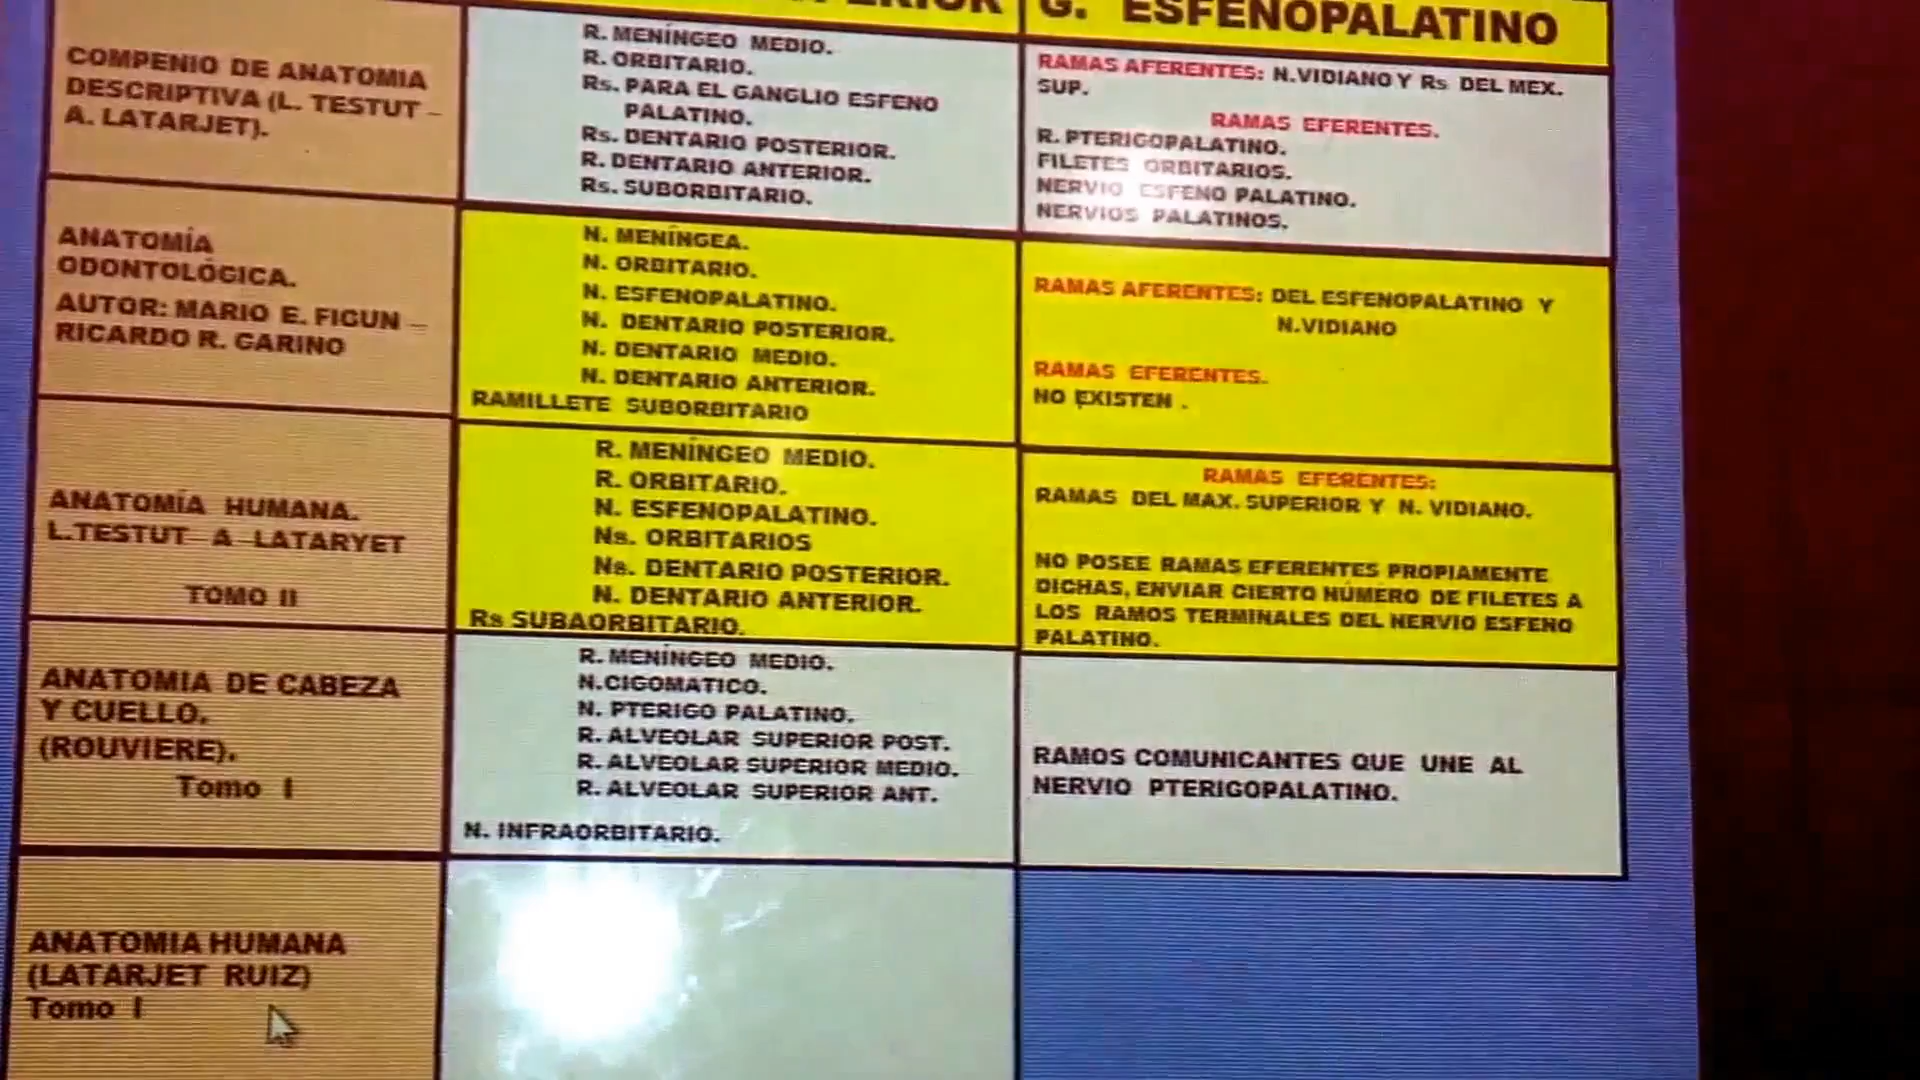 G. ESFENOPALATINO
COMPENIO DE ANATOMIA
DESCRIPTIVA (L. TESTUT –
A. LATARJET).
R. MENÍNGEO MEDIO.
R. ORBITARIO.
Rs. PARA EL GANGLIO ESFENO
PALATINO.
Rs. DENTARIO POSTERIOR.
R. DENTARIO ANTERIOR.
Rs. SUBORBITARIO.
RAMAS AFERENTES: N.VIDIANO Y Rs DEL MEX.
SUP.
RAMAS EFERENTES.
R. PTERIGOPALATINO.
FILETES ORBITARIOS.
NERVIO ESFENO PALATINO.
NERVIOS PALATINOS.
ANATOMÍA
ODONTOLÓGICA.
AUTOR: MARIO E. FIGUN –
RICARDO R. GARINO
N. MENÍNGEA.
N. ORBITARIO.
N. ESFENOPALATINO.
N. DENTARIO POSTERIOR.
N. DENTARIO MEDIO.
N. DENTARIO ANTERIOR.
RAMILLETE SUBORBITARIO
RAMAS AFERENTES: DEL ESFENOPALATINO Y
N.VIDIANO
RAMAS EFERENTES.
NO EXISTEN .
ANATOMÍA HUMANA.
L.TESTUT– A –LATARYET
TOMO II
R. MENÍNGEO MEDIO.
R. ORBITARIO.
N. ESFENOPALATINO.
Ns. ORBITARIOS
Ns. DENTARIO POSTERIOR.
N. DENTARIO ANTERIOR.
Rs SUBAORBITARIO.
RAMAS EFERENTES:
RAMAS DEL MAX. SUPERIOR Y N. VIDIANO.
NO POSEE RAMAS EFERENTES PROPIAMENTE
DICHAS, ENVIAR CIERTO NÚMERO DE FILETES A
LOS RAMOS TERMINALES DEL NERVIO ESFENO
PALATINO.
ANATOMIA DE CABEZA
Y CUELLO.
(ROUVIERE).
Tomo I
R. MENÍNGEO MEDIO.
N.CIGOMATICO.
N. PTERIGO PALATINO.
R. ALVEOLAR SUPERIOR POST.
R. ALVEOLAR SUPERIOR MEDIO.
R. ALVEOLAR SUPERIOR ANT.
N. INFRAORBITARIO.
RAMOS COMUNICANTES QUE UNE AL
NERVIO PTERIGOPALATINO.
ANATOMIA HUMANA
(LATARJET RUIZ)
Tomo I